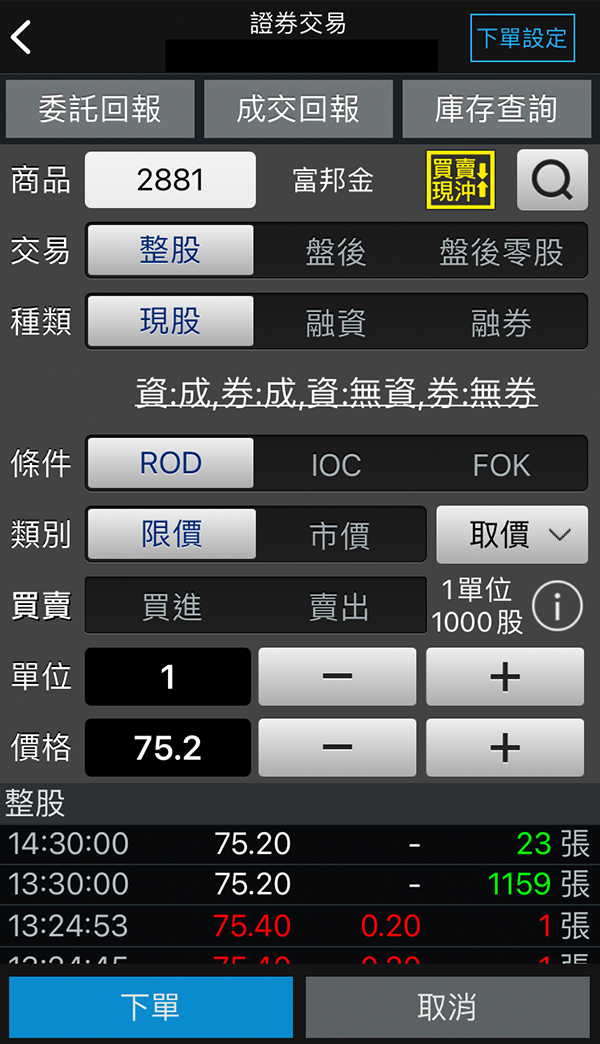 證券交易
下單設定
委託回報 成交回報 庫存查詢
商品 2881 富邦金 買賣現沖
交易 整股 盤後 盤後零股
種類 現股 融資 融券
資:成,券:成,資:無資,券:無券
條件 ROD IOC FOK
類別 限價 市價 取價
買賣 買進 賣出 1單位 1000股
單位 1 − +
價格 75.2 − +
整股
14:30:00 75.20 - 23 張
13:30:00 75.20 - 1159 張
13:24:53 75.40 0.20 1 張
下單 取消